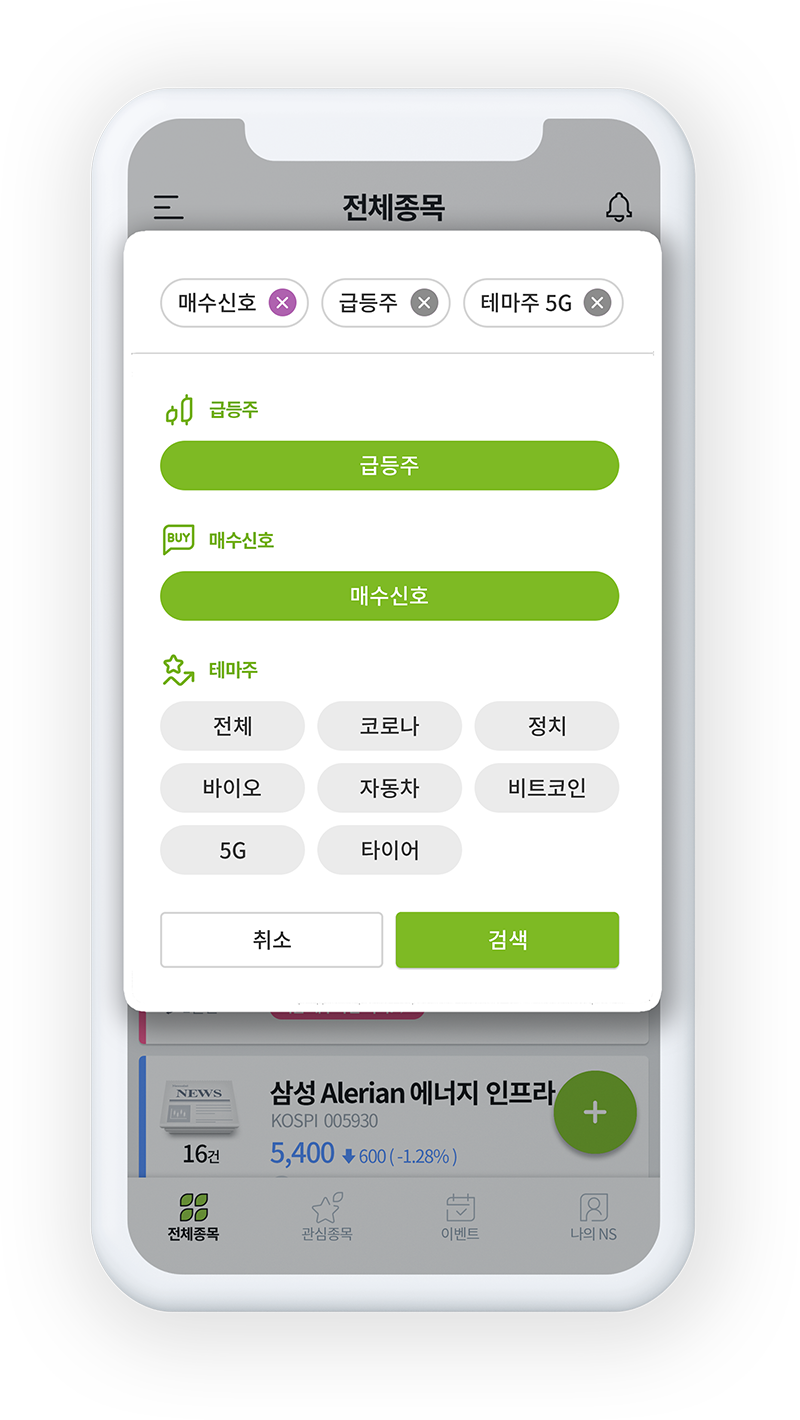 전체종목
매수신호 급등주 테마주 5G
급등주
급등주
BUY 매수신호
매수신호
테마주
전체 코로나 정치
바이오 자동차 비트코인
5G 타이어
취소 검색
NEWS
삼성 Alerian 에너지 인프라
KOSPI 005930
16건
5,400 600 ( -1.28% )
전체종목 관심종목 이벤트 나의 NS